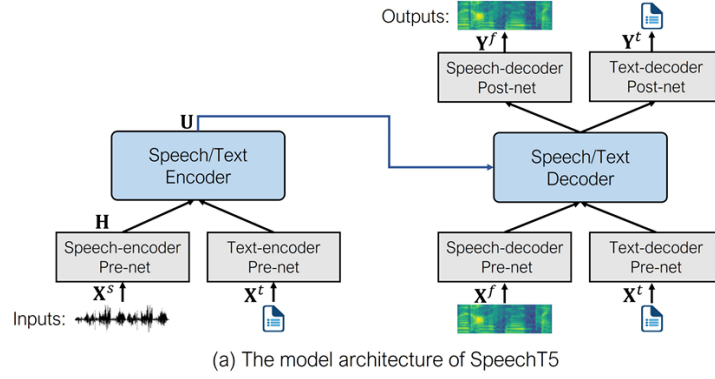 Outputs:
Y^f
Y^t
Speech-decoder
Post-net
Text-decoder
Post-net
U
Speech/Text
Encoder
Speech/Text
Decoder
H
Speech-encoder
Pre-net
Text-encoder
Pre-net
Speech-decoder
Pre-net
Text-decoder
Pre-net
X^s
X^t
X^f
X^t
Inputs:
(a) The model architecture of SpeechT5